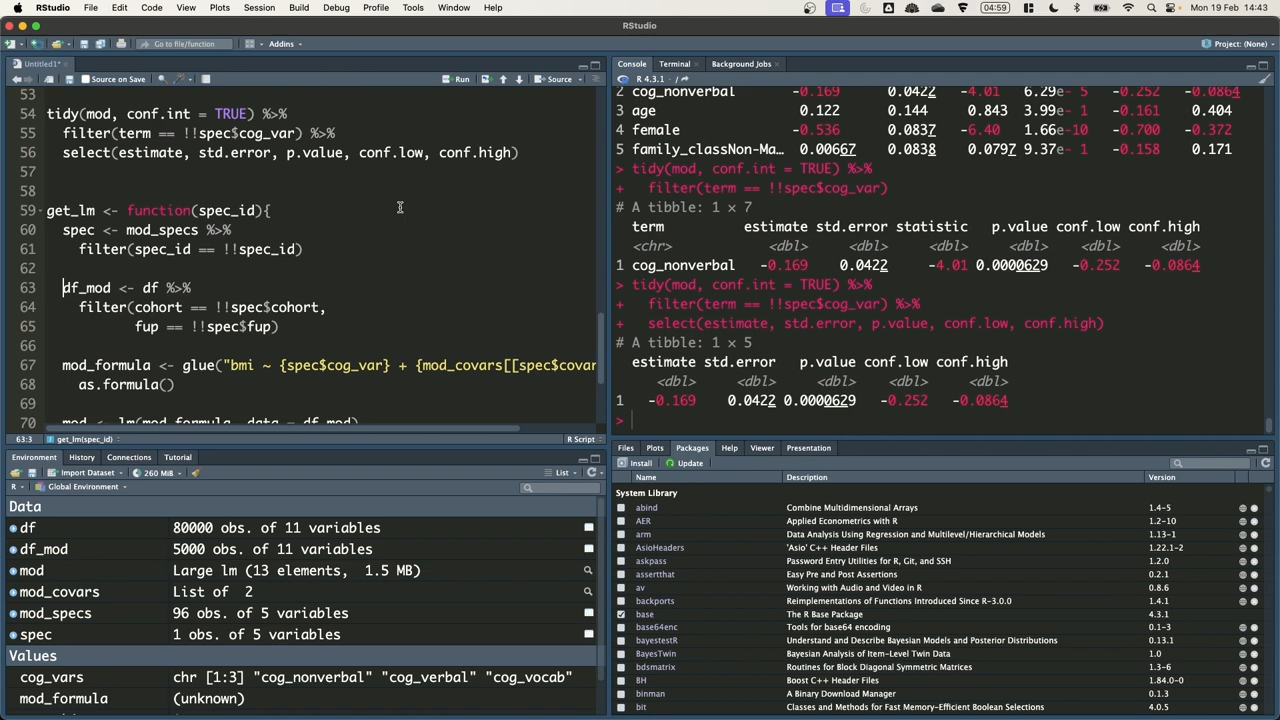 RStudio File Edit Code View Plots Session Build Debug Profile Tools Window Help 04:59 Mon 19 Feb 14:43
RStudio
Go to file/function Addins Project: (None)
Untitled1*
Source on Save Run Source
53
54 tidy(mod, conf.int = TRUE) %>%
55 filter(term == !!spec$cog_var) %>%
56 select(estimate, std.error, p.value, conf.low, conf.high)
57
58
59 get_lm <- function(spec_id){
60 spec <- mod_specs %>%
61 filter(spec_id == !!spec_id)
62
63 df_mod <- df %>%
64 filter(cohort == !!spec$cohort,
65 fup == !!spec$fup)
66
67 mod_formula <- glue("bmi ~ {spec$cog_var} + {mod_covars[[spec$covar
68 as.formula()
69
70 mod <- lm(mod_formula, data = df_mod)
63:3 get_lm(spec_id) R Script
Console Terminal Background Jobs
R 4.3.1 · /
2 cog_nonverbal -0.169 0.0422 -4.01 6.29e- 5 -0.252 -0.0864
3 age 0.122 0.144 0.843 3.99e- 1 -0.161 0.404
4 female -0.536 0.0837 -6.40 1.66e-10 -0.700 -0.372
5 family_classNon-Ma… 0.00667 0.0838 0.0797 9.37e- 1 -0.158 0.171
> tidy(mod, conf.int = TRUE) %>%
+ filter(term == !!spec$cog_var)
# A tibble: 1 × 7
term estimate std.error statistic p.value conf.low conf.high
<chr> <dbl> <dbl> <dbl> <dbl> <dbl> <dbl>
1 cog_nonverbal -0.169 0.0422 -4.01 0.0000629 -0.252 -0.0864
> tidy(mod, conf.int = TRUE) %>%
+ filter(term == !!spec$cog_var) %>%
+ select(estimate, std.error, p.value, conf.low, conf.high)
# A tibble: 1 × 5
estimate std.error p.value conf.low conf.high
<dbl> <dbl> <dbl> <dbl> <dbl>
1 -0.169 0.0422 0.0000629 -0.252 -0.0864
>
Environment History Connections Tutorial
Import Dataset 260 MiB List
R Global Environment
Data
df 80000 obs. of 11 variables
df_mod 5000 obs. of 11 variables
mod Large lm (13 elements, 1.5 MB)
mod_covars List of 2
mod_specs 96 obs. of 5 variables
spec 1 obs. of 5 variables
Values
cog_vars chr [1:3] "cog_nonverbal" "cog_verbal" "cog_vocab"
mod_formula (unknown)
Files Plots Packages Help Viewer Presentation
Install Update
Name Description Version
System Library
abind Combine Multidimensional Arrays 1.4-5
AER Applied Econometrics with R 1.2-10
arm Data Analysis Using Regression and Multilevel/Hierarchical Models 1.13-1
AsioHeaders 'Asio' C++ Header Files 1.22.1-2
askpass Password Entry Utilities for R, Git, and SSH 1.2.0
assertthat Easy Pre and Post Assertions 0.2.1
av Working with Audio and Video in R 0.8.6
backports Reimplementations of Functions Introduced Since R-3.0.0 1.4.1
base The R Base Package 4.3.1
base64enc Tools for base64 encoding 0.1-3
bayestestR Understand and Describe Bayesian Models and Posterior Distributions 0.13.1
BayesTwin Bayesian Analysis of Item-Level Twin Data 1.0
bdsmatrix Routines for Block Diagonal Symmetric Matrices 1.3-6
BH Boost C++ Header Files 1.84.0-0
binman A Binary Download Manager 0.1.3
bit Classes and Methods for Fast Memory-Efficient Boolean Selections 4.0.5